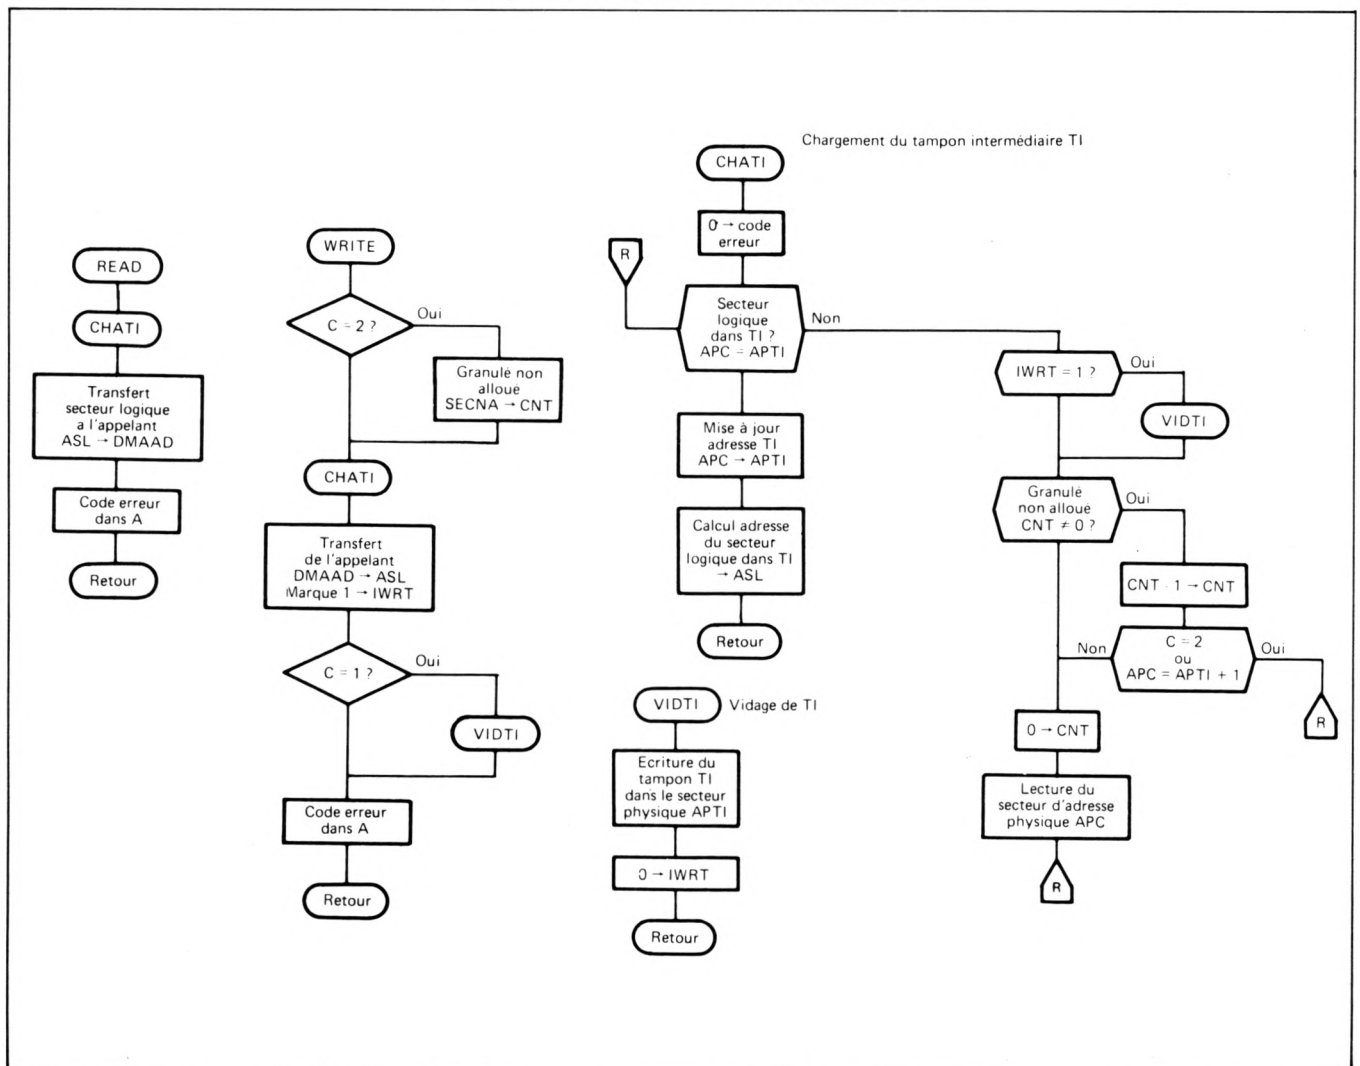 READ
CHATI
Transfert
secteur logique
a l'appelant
ASL → DMAAD
Code erreur
dans A
Retour
WRITE
C = 2 ?
Oui
Granulé non
alloué
SECNA → CNT
CHATI
Transfert
de l'appelant
DMAAD → ASL
Marque 1 → IWRT
C = 1 ?
Oui
VIDTI
Code erreur
dans A
Retour
Chargement du tampon intermédiaire TI
CHATI
0 → code
erreur
R
Secteur
logique
dans TI ?
APC = APTI
Non
Mise à jour
adresse TI
APC → APTI
Calcul adresse
du secteur
logique dans TI
→ ASL
Retour
VIDTI
Vidage de TI
Ecriture du
tampon TI
dans le secteur
physique APTI
0 → IWRT
Retour
IWRT = 1 ?
Oui
VIDTI
Granulé
non alloué
CNT ≠ 0 ?
Oui
CNT - 1 → CNT
Non
C = 2
ou
APC = APTI + 1
Oui
R
0 → CNT
Lecture du
secteur d'adresse
physique APC
R